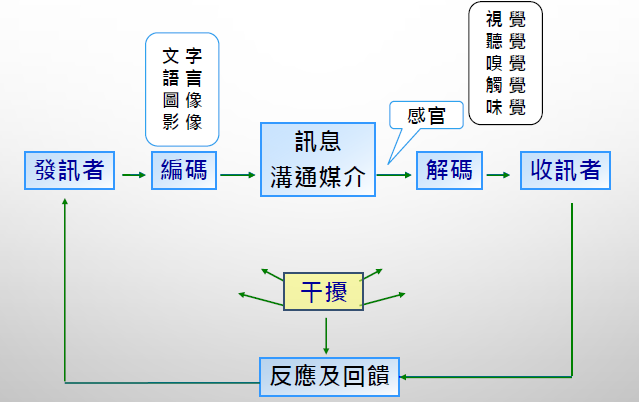 文字
語言
圖像
影像
視覺
聽覺
嗅覺
觸覺
味覺
感官
發訊者
編碼
訊息
溝通媒介
解碼
收訊者
干擾
反應及回饋